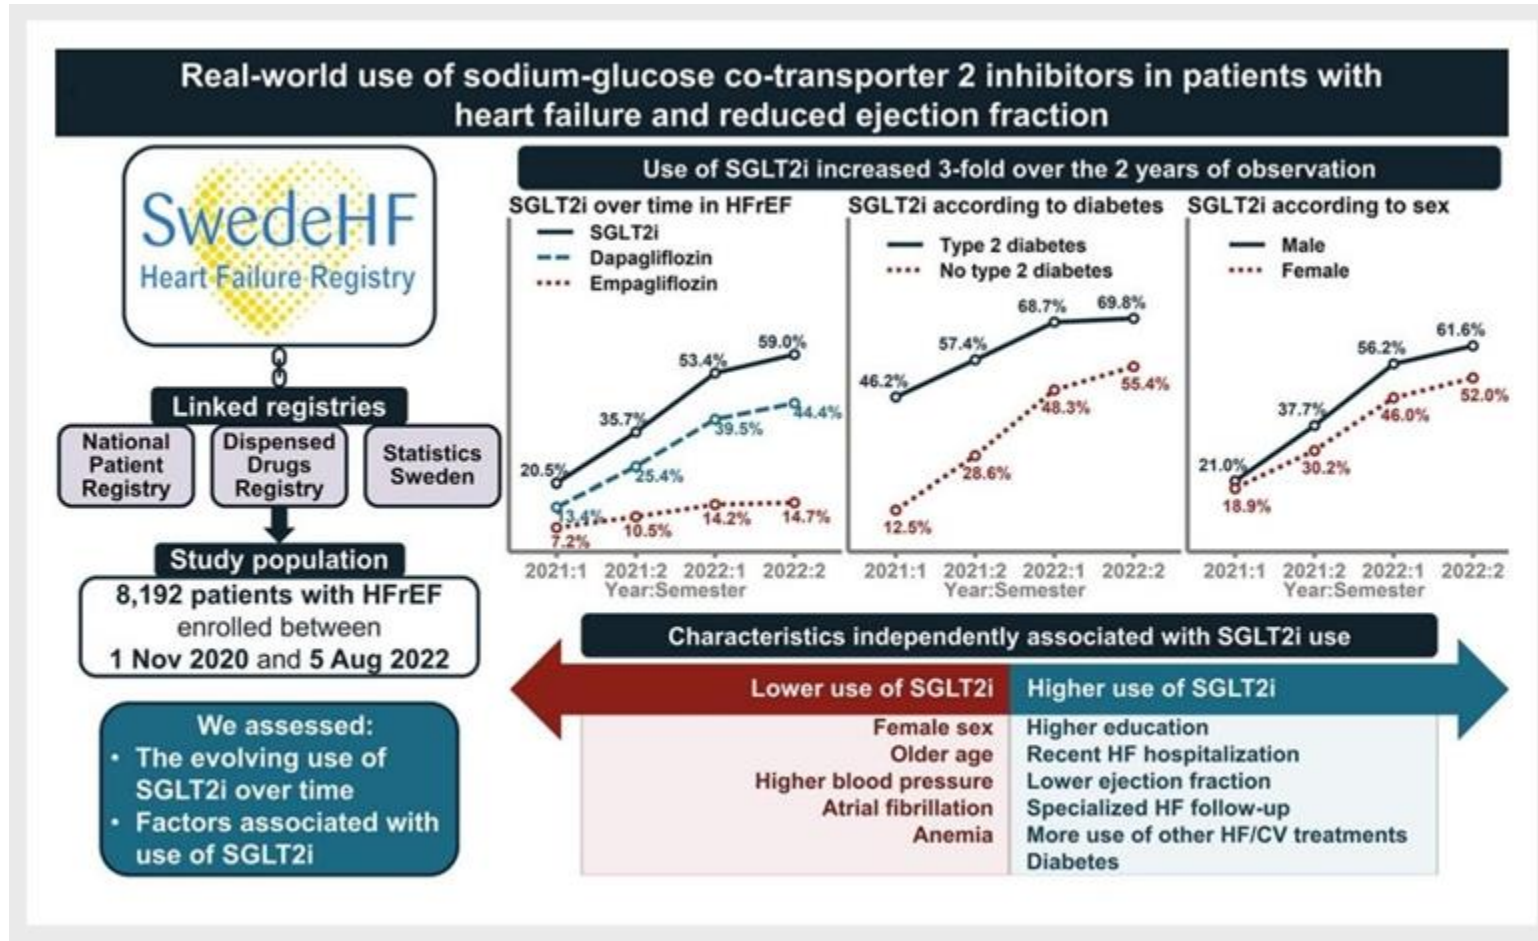 Real-world use of sodium-glucose co-transporter 2 inhibitors in patients with
heart failure and reduced ejection fraction
SwedeHF
Heart Failure Registry
Linked registries
National
Patient
Registry
Dispensed
Drugs
Registry
Statistics
Sweden
Study population
8,192 patients with HFrEF
enrolled between
1 Nov 2020 and 5 Aug 2022
We assessed:
• The evolving use of
SGLT2i over time
• Factors associated with
use of SGLT2i
Use of SGLT2i increased 3-fold over the 2 years of observation
SGLT2i over time in HFrEF
SGLT2i
Dapagliflozin
Empagliflozin
20.5%
35.7%
53.4%
59.0%
13.4%
25.4%
39.5%
44.4%
7.2%
10.5%
14.2%
14.7%
2021:1 2021:2 2022:1 2022:2
Year:Semester
SGLT2i according to diabetes
Type 2 diabetes
No type 2 diabetes
46.2%
57.4%
68.7%
69.8%
12.5%
28.6%
48.3%
55.4%
2021:1 2021:2 2022:1 2022:2
Year:Semester
SGLT2i according to sex
Male
Female
21.0%
37.7%
56.2%
61.6%
18.9%
30.2%
46.0%
52.0%
2021:1 2021:2 2022:1 2022:2
Year:Semester
Characteristics independently associated with SGLT2i use
Lower use of SGLT2i
Female sex
Older age
Higher blood pressure
Atrial fibrillation
Anemia
Higher use of SGLT2i
Higher education
Recent HF hospitalization
Lower ejection fraction
Specialized HF follow-up
More use of other HF/CV treatments
Diabetes